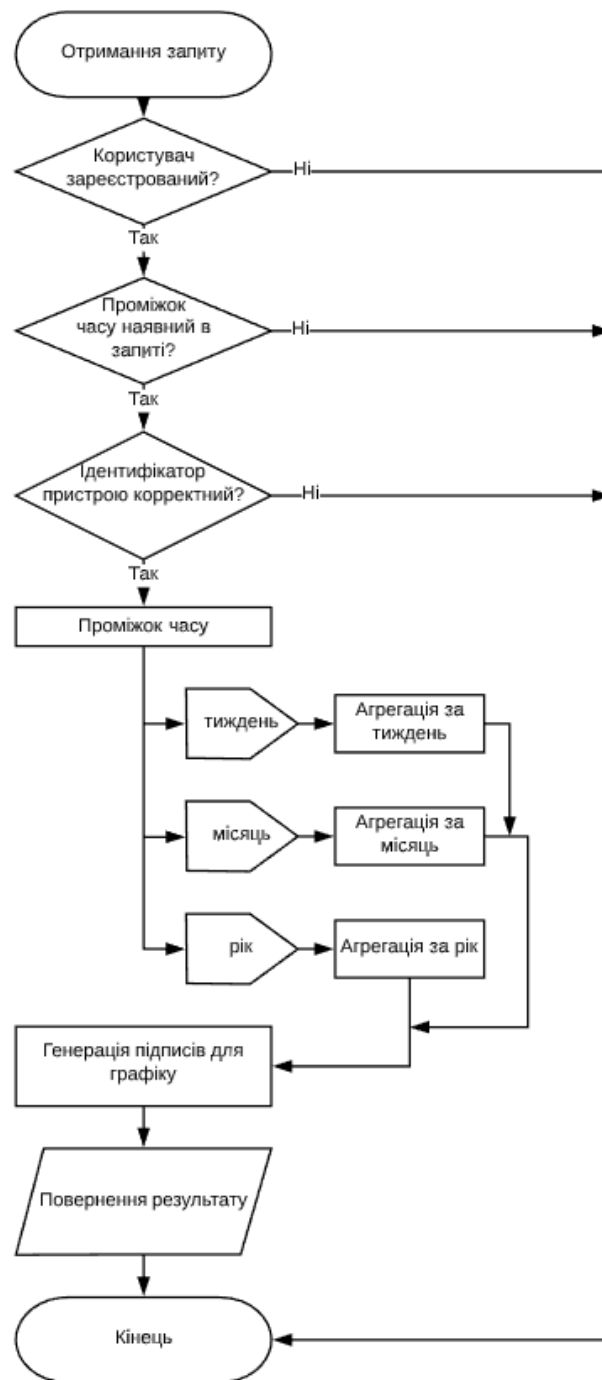 Отримання запиту
Користувач
зареєстрований?
Ні
Так
Проміжок
часу наявний в
запиті?
Ні
Так
Ідентифікатор
пристрою корректний?
Ні
Так
Проміжок часу
тиждень
Агрегація за
тиждень
місяць
Агрегація за
місяць
рік
Агрегація за рік
Генерація підписів для
графіку
Повернення результату
Кінець